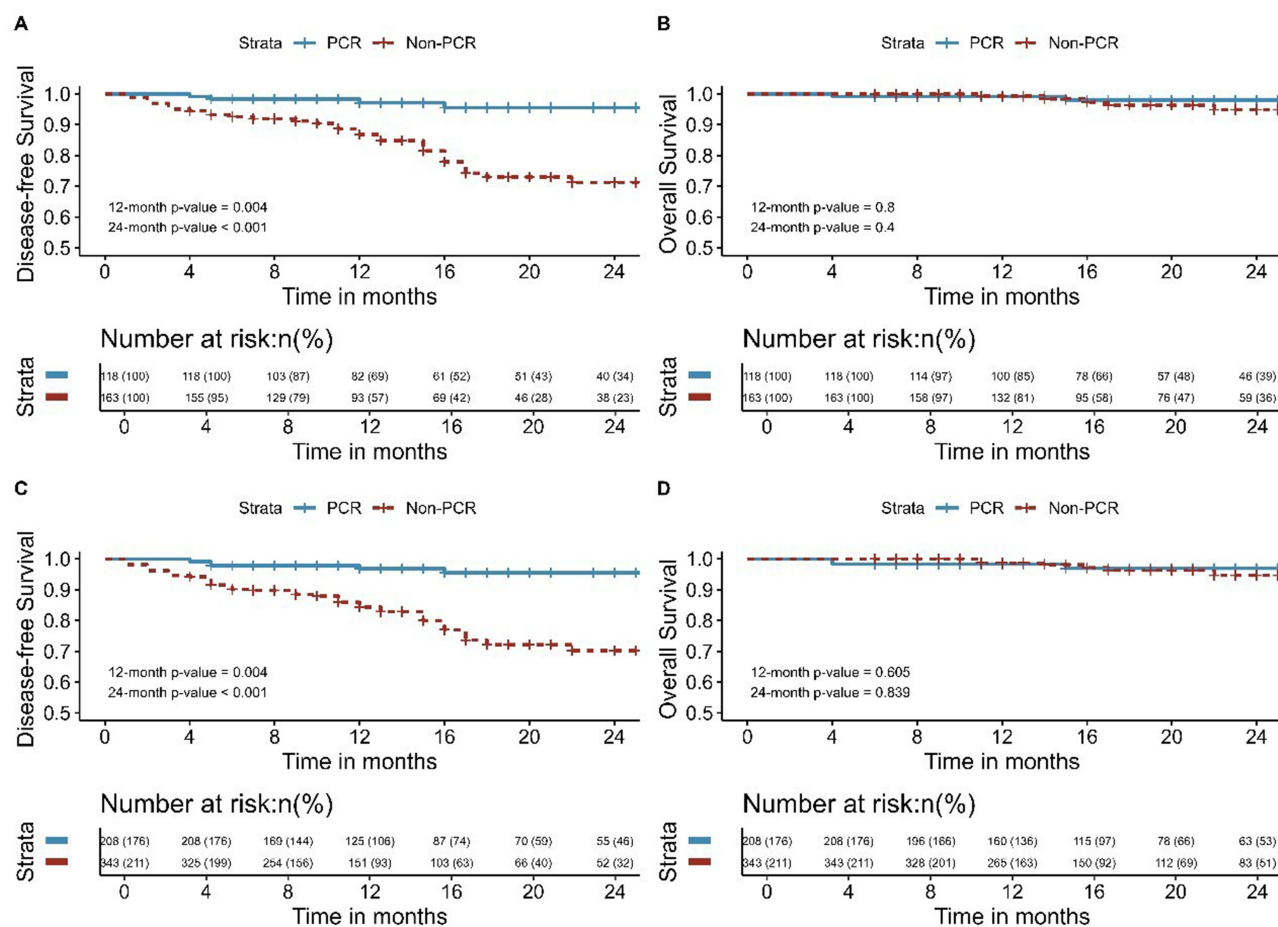 A
Strata PCR Non-PCR
Disease-free Survival
1.0
0.9
0.8
0.7
0.6
0.5
12-month p-value = 0.004
24-month p-value < 0.001
0 4 8 12 16 20 24
Time in months
Number at risk:n(%)
Strata
118 (100) 118 (100) 103 (87) 82 (69) 61 (52) 51 (43) 40 (34)
163 (100) 155 (95) 129 (79) 93 (57) 69 (42) 46 (28) 38 (23)
0 4 8 12 16 20 24
Time in months
B
Strata PCR Non-PCR
Overall Survival
1.0
0.9
0.8
0.7
0.6
0.5
12-month p-value = 0.8
24-month p-value = 0.4
0 4 8 12 16 20 24
Time in months
Number at risk:n(%)
Strata
118 (100) 118 (100) 114 (97) 100 (85) 78 (66) 57 (48) 46 (39)
163 (100) 163 (100) 158 (97) 132 (81) 95 (58) 76 (47) 59 (36)
0 4 8 12 16 20 24
Time in months
C
Strata PCR Non-PCR
Disease-free Survival
1.0
0.9
0.8
0.7
0.6
0.5
12-month p-value = 0.004
24-month p-value < 0.001
0 4 8 12 16 20 24
Time in months
Number at risk:n(%)
Strata
208 (176) 208 (176) 169 (144) 125 (106) 87 (74) 70 (59) 55 (46)
343 (211) 325 (199) 254 (156) 151 (93) 103 (63) 66 (40) 52 (32)
0 4 8 12 16 20 24
Time in months
D
Strata PCR Non-PCR
Overall Survival
1.0
0.9
0.8
0.7
0.6
0.5
12-month p-value = 0.605
24-month p-value = 0.839
0 4 8 12 16 20 24
Time in months
Number at risk:n(%)
Strata
208 (176) 208 (176) 196 (166) 160 (136) 115 (97) 78 (66) 63 (53)
343 (211) 343 (211) 328 (201) 265 (163) 150 (92) 112 (69) 83 (51)
0 4 8 12 16 20 24
Time in months